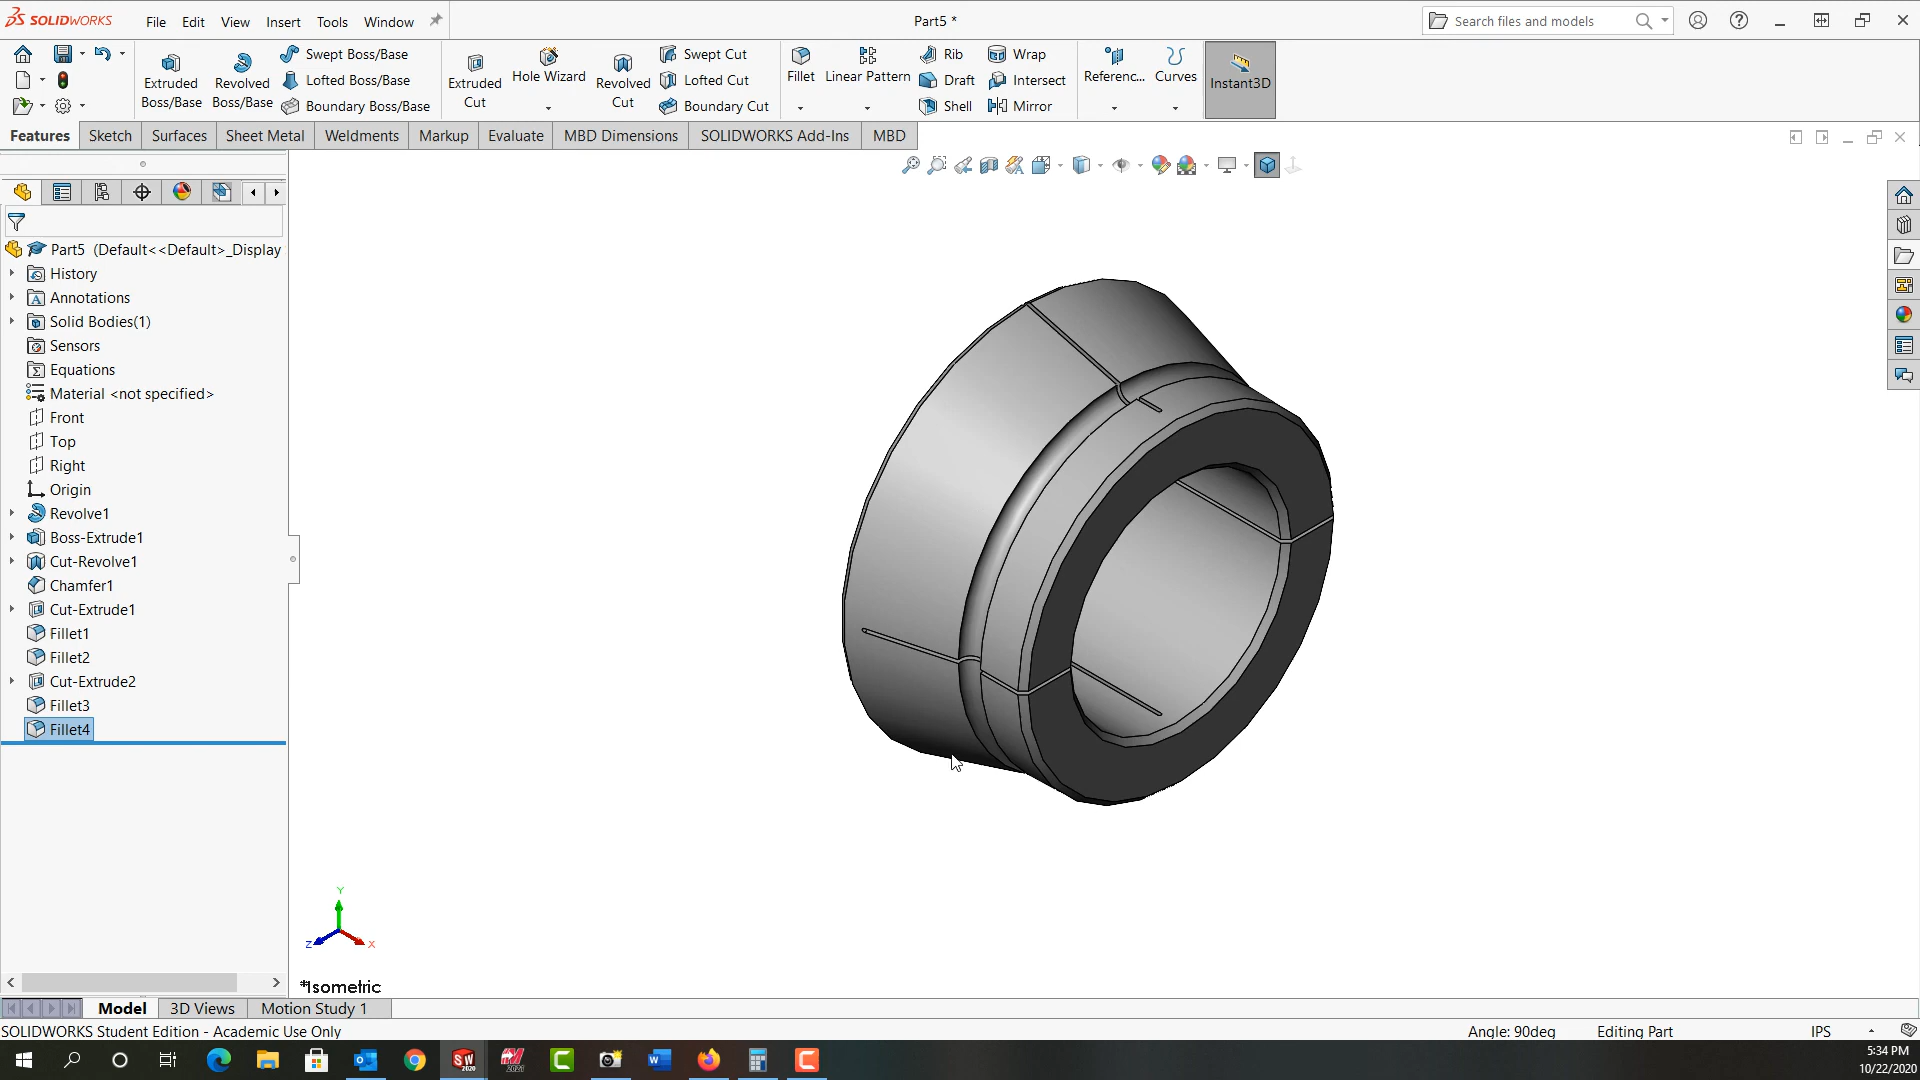 SOLIDWORKS File Edit View Insert Tools Window Part5 * Search files and models
Extruded Boss/Base
Revolved Boss/Base
Swept Boss/Base
Lofted Boss/Base
Boundary Boss/Base
Extruded Cut
Hole Wizard
Revolved Cut
Swept Cut
Lofted Cut
Boundary Cut
Fillet
Linear Pattern
Rib
Draft
Shell
Wrap
Intersect
Mirror
Referenc...
Curves
Instant3D
Features Sketch Surfaces Sheet Metal Weldments Markup Evaluate MBD Dimensions SOLIDWORKS Add-Ins MBD
Part5 (Default<<Default>_Display
History
Annotations
Solid Bodies(1)
Sensors
Equations
Material <not specified>
Front
Top
Right
Origin
Revolve1
Boss-Extrude1
Cut-Revolve1
Chamfer1
Cut-Extrude1
Fillet1
Fillet2
Cut-Extrude2
Fillet3
Fillet4
Y
Z X
*Isometric
Model 3D Views Motion Study 1
SOLIDWORKS Student Edition - Academic Use Only Angle: 90deg Editing Part IPS
5:34 PM
10/22/2020